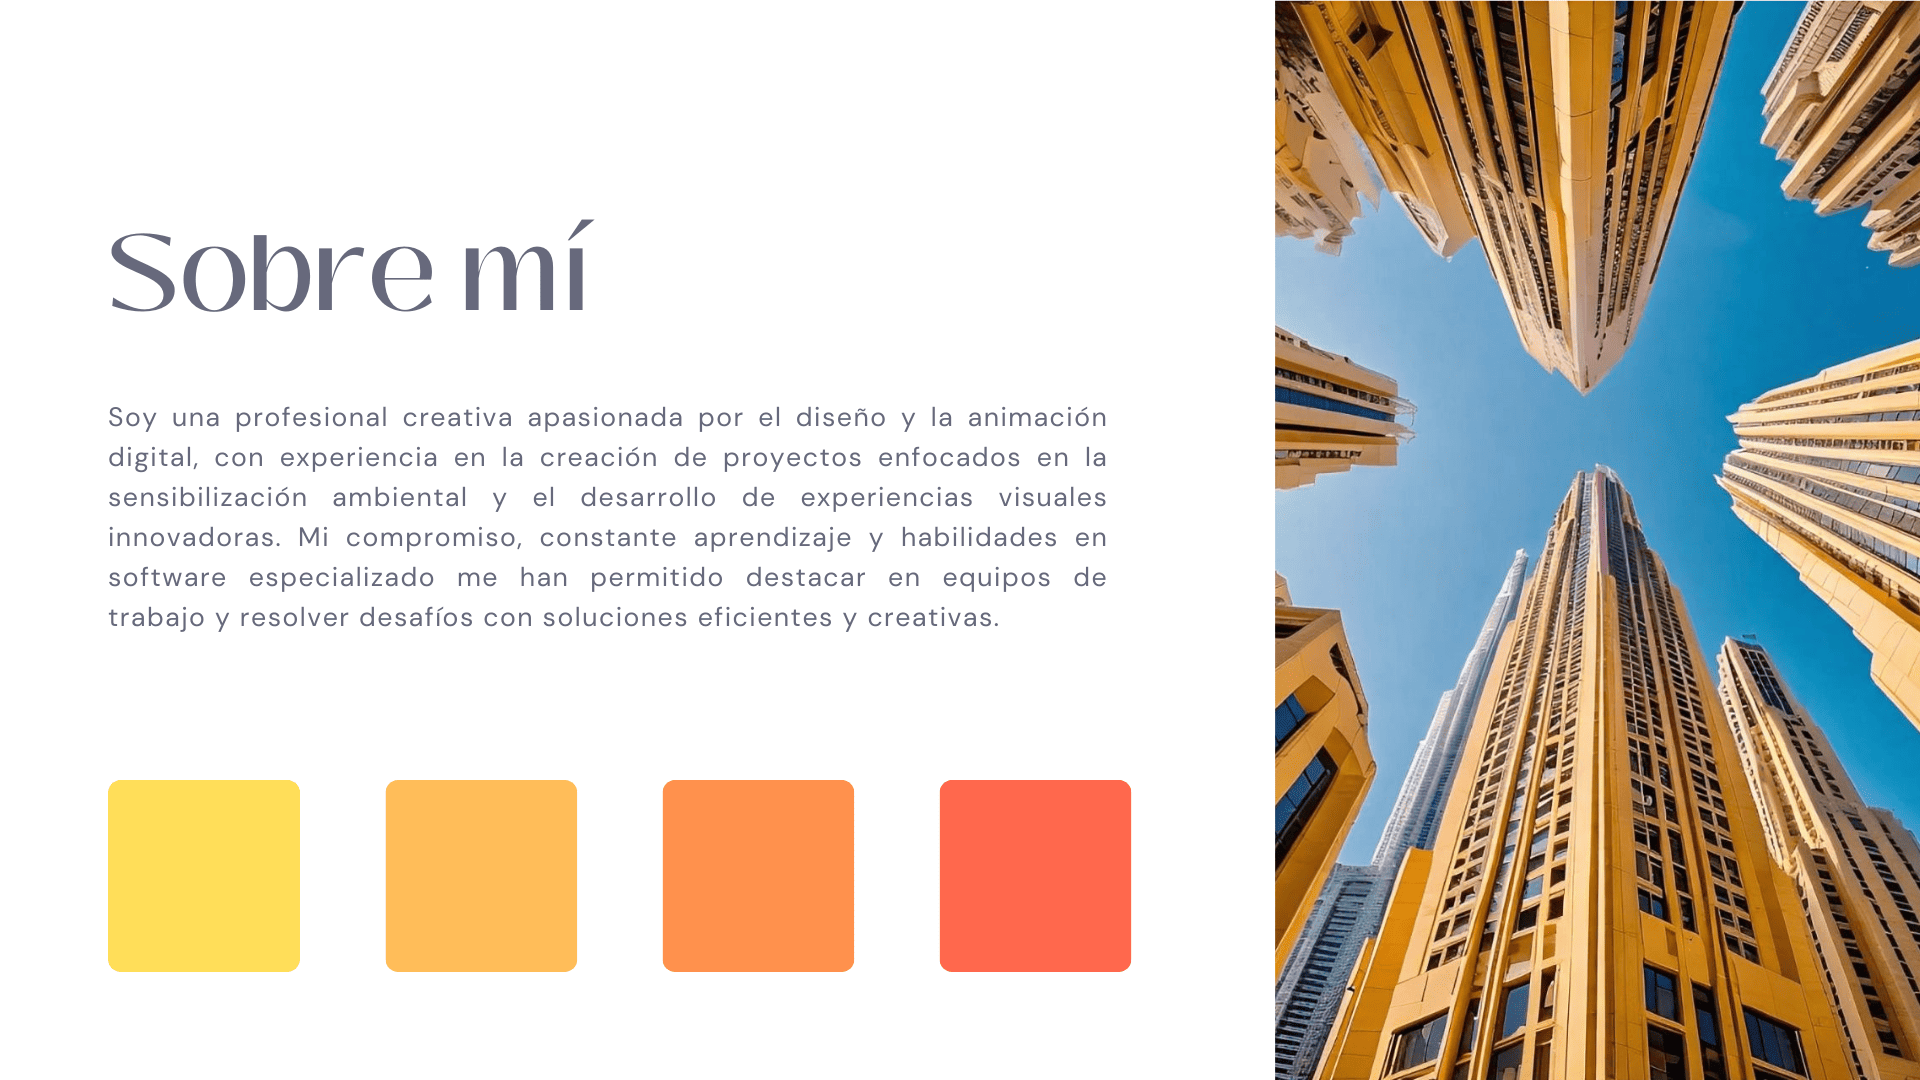 Sobre mí
Soy una profesional creativa apasionada por el diseño y la animación
digital, con experiencia en la creación de proyectos enfocados en la
sensibilización ambiental y el desarrollo de experiencias visuales
innovadoras. Mi compromiso, constante aprendizaje y habilidades en
software especializado me han permitido destacar en equipos de
trabajo y resolver desafíos con soluciones eficientes y creativas.